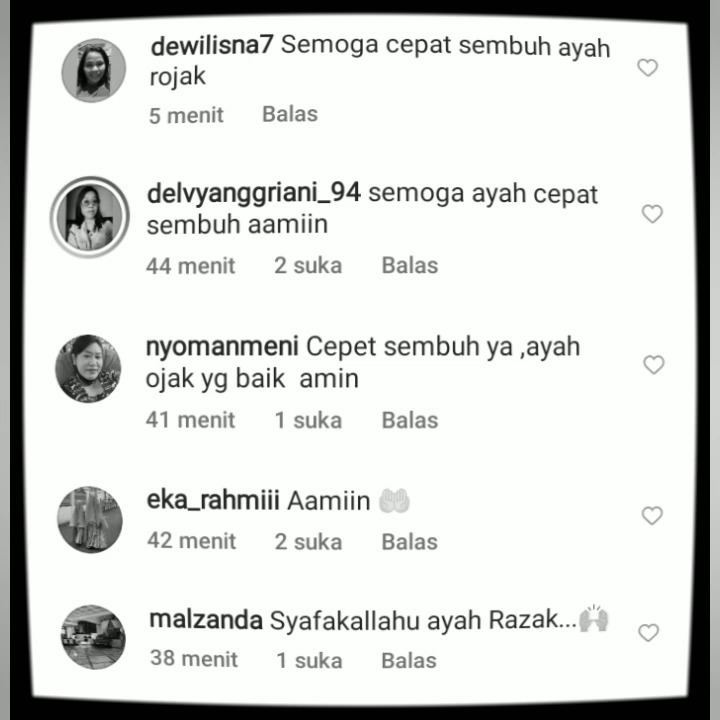 dewilisna7 Semoga cepat sembuh ayah
rojak
5 menit Balas
delvyanggriani_94 semoga ayah cepat
sembuh aamiin
44 menit 2 suka Balas
nyomanmeni Cepet sembuh ya ,ayah
ojak yg baik amin
41 menit 1 suka Balas
eka_rahmiii Aamiin 🤲
42 menit 2 suka Balas
malzanda Syafakallahu ayah Razak...🙌
38 menit 1 suka Balas